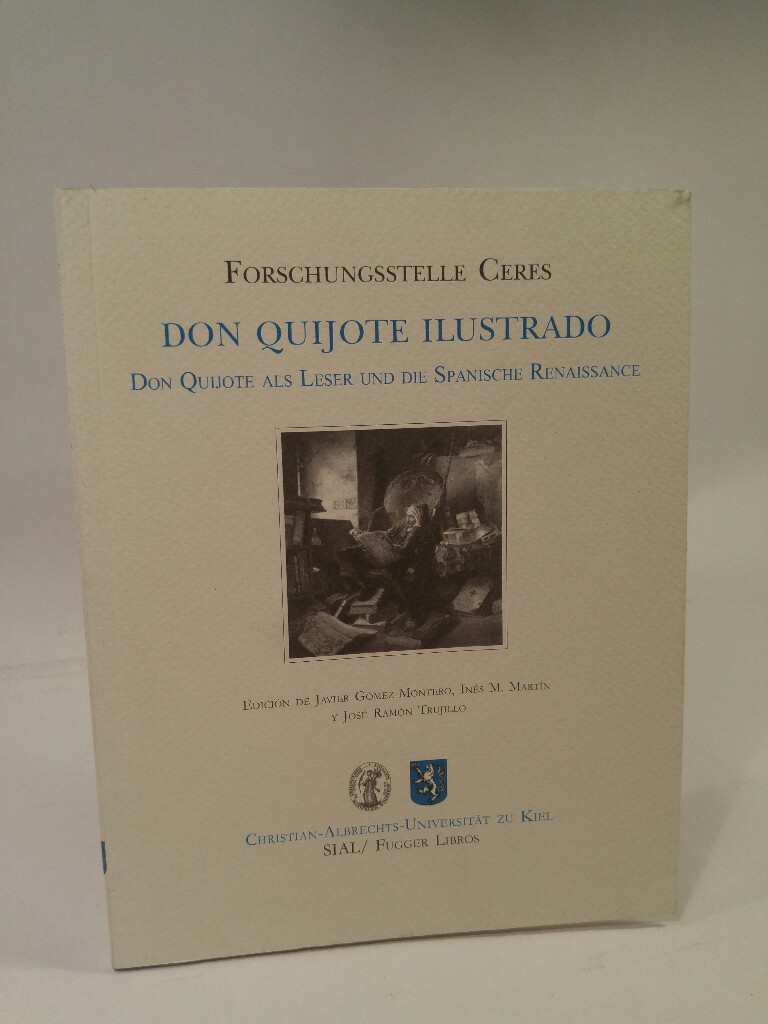 Forschungsstelle Ceres
DON QUIJOTE ILUSTRADO
Don Quijote als Leser und die Spanische Renaissance
Edición de Javier Gómez Montero, Inés M. Martín
y José Ramón Trujillo
Christian-Albrechts-Universität zu Kiel
SIAL/ Fugger Libros